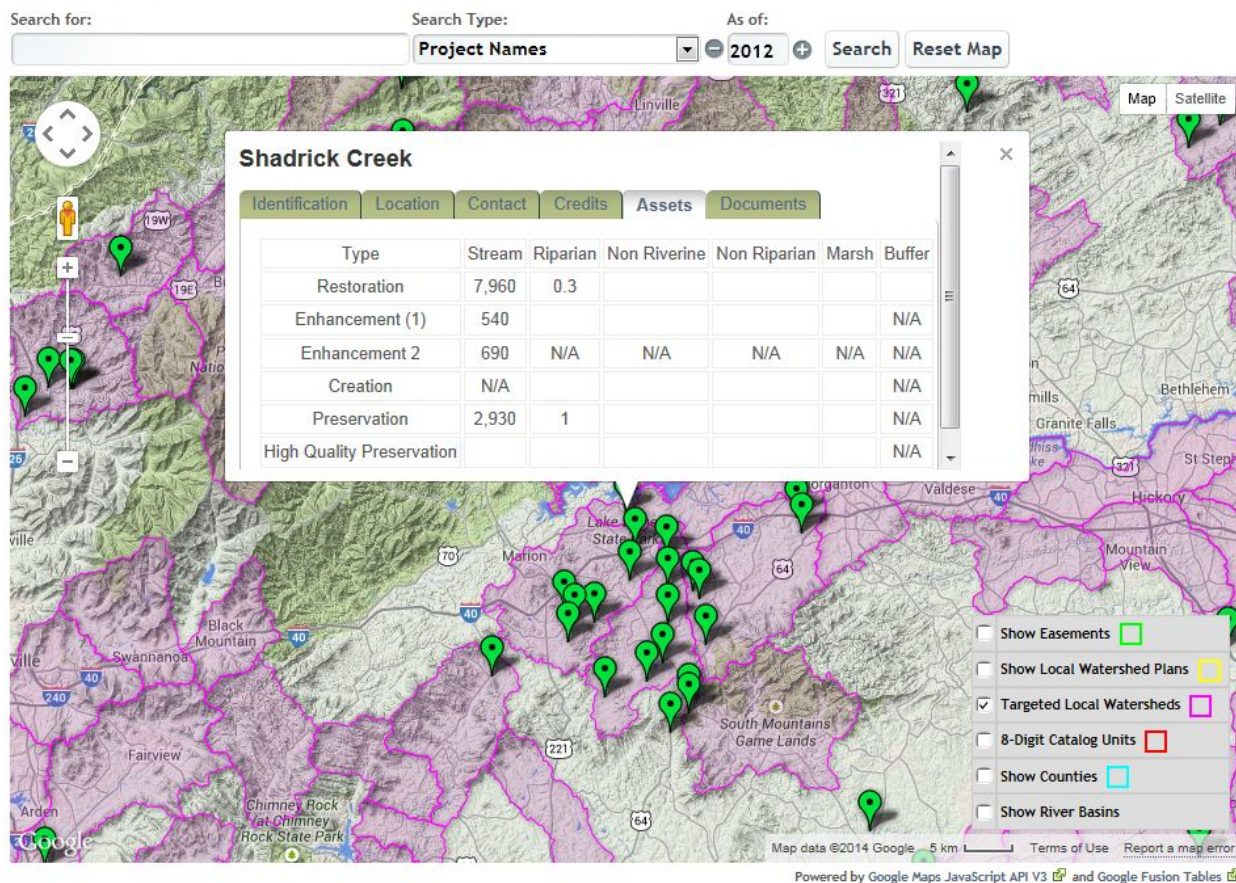 Search for: Search Type: As of:
Project Names 2012 Search Reset Map
Linville 321
Map Satellite
Shadrick Creek
Identification Location Contact Credits Assets Documents
Type Stream Riparian Non Riverine Non Riparian Marsh Buffer
Restoration 7,960 0.3
Enhancement (1) 540 N/A
Enhancement 2 690 N/A N/A N/A N/A N/A
Creation N/A N/A
Preservation 2,930 1 N/A
High Quality Preservation N/A
19W
19E
64
Bethlehem
Granite Falls
321
Valdese
40
Hickory
40
Marion
70
64
Mountain
View
40
Black
Mountain
40
Swannanoa
40
240
Fairview
221
South Mountains
Game Lands
Chimney Rock
at Chimney
Rock State Park
64
Arden
Show Easements
Show Local Watershed Plans
Targeted Local Watersheds
8-Digit Catalog Units
Show Counties
Show River Basins
Google
Map data ©2014 Google 5 km Terms of Use Report a map error
Powered by Google Maps JavaScript API V3 and Google Fusion Tables